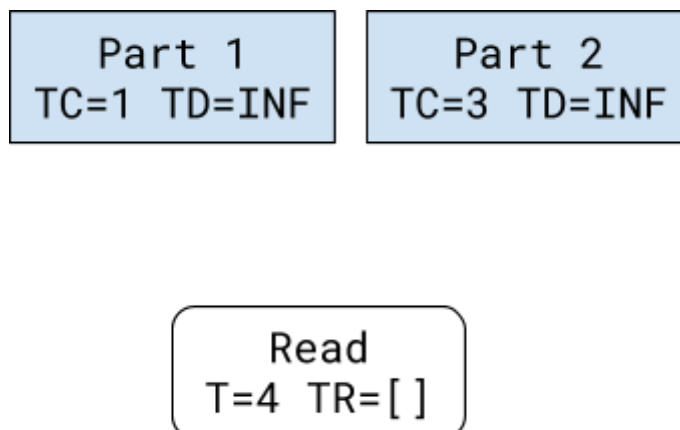 Part 1
TC=1 TD=INF
Part 2
TC=3 TD=INF
Read
T=4 TR=[]